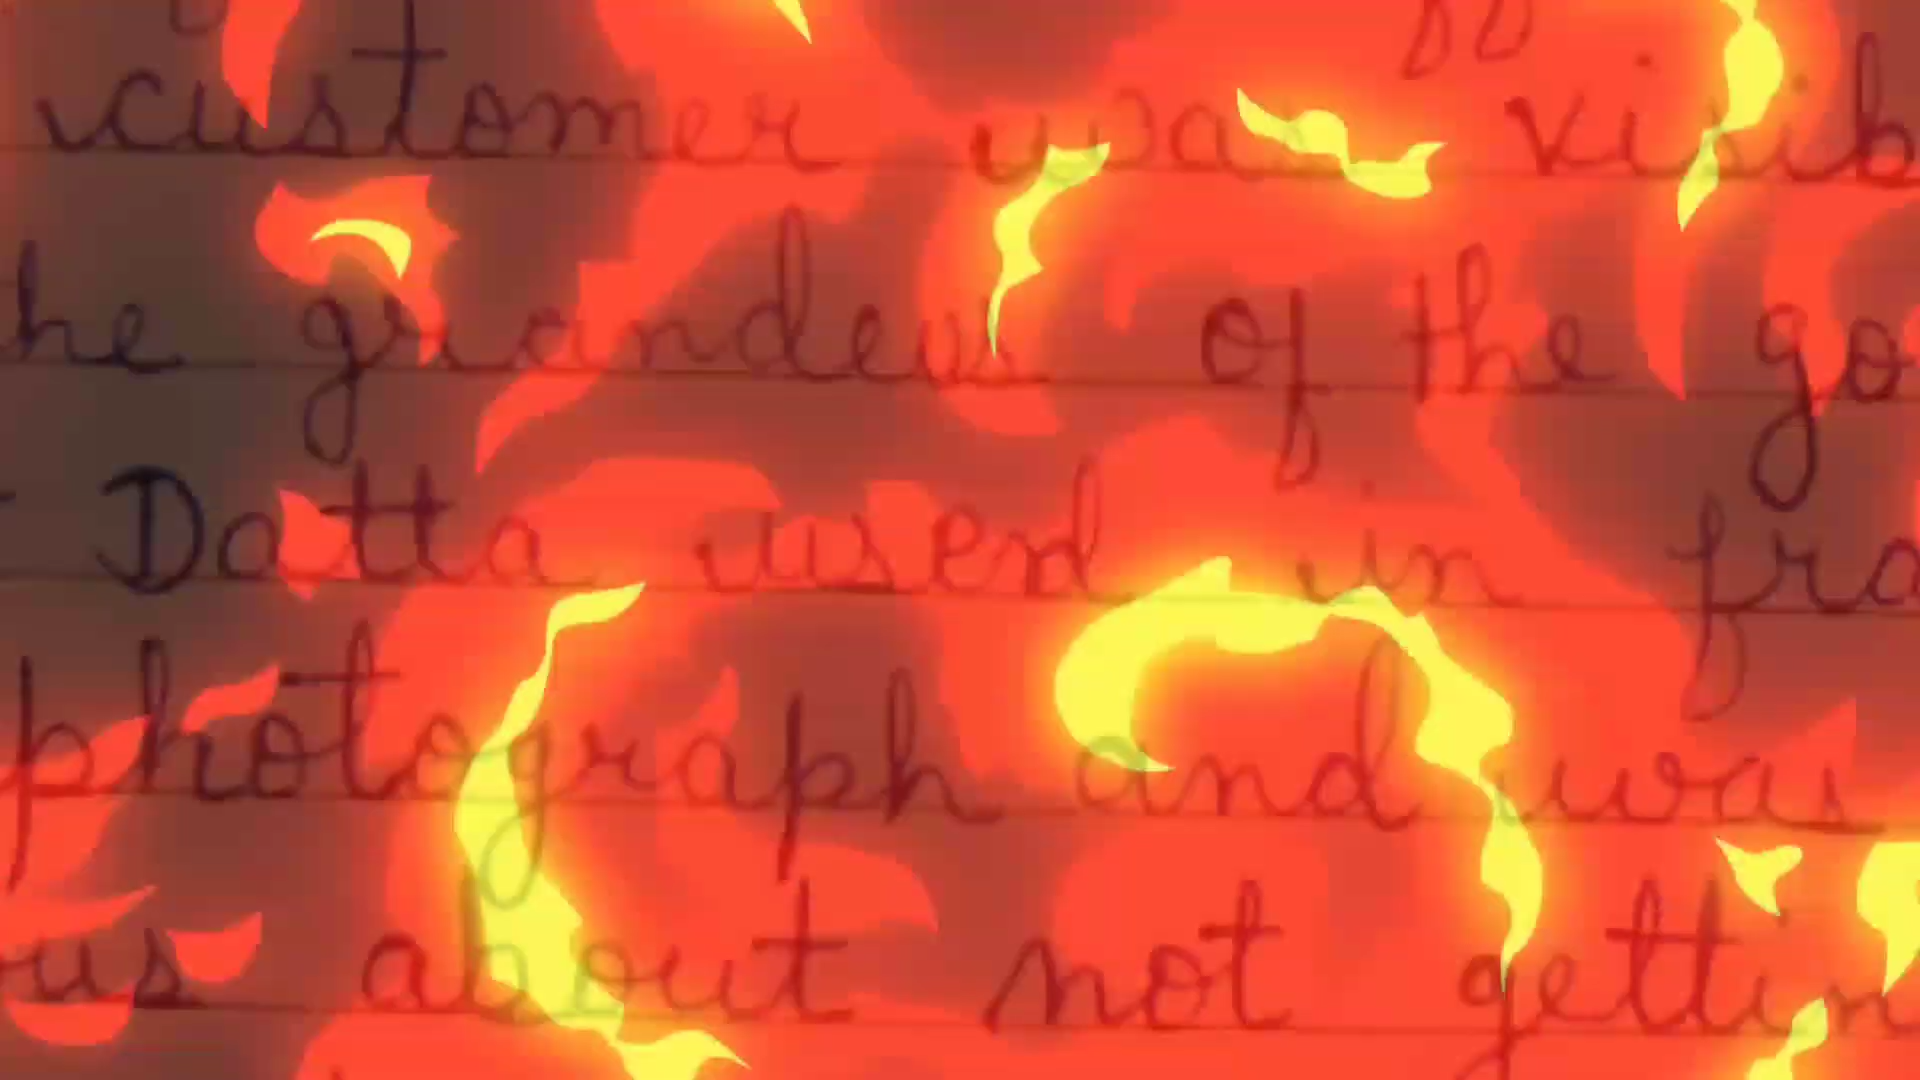 customer was visib
he grandeur of the go
Datta used in fra
photograph and was
us about not gettin